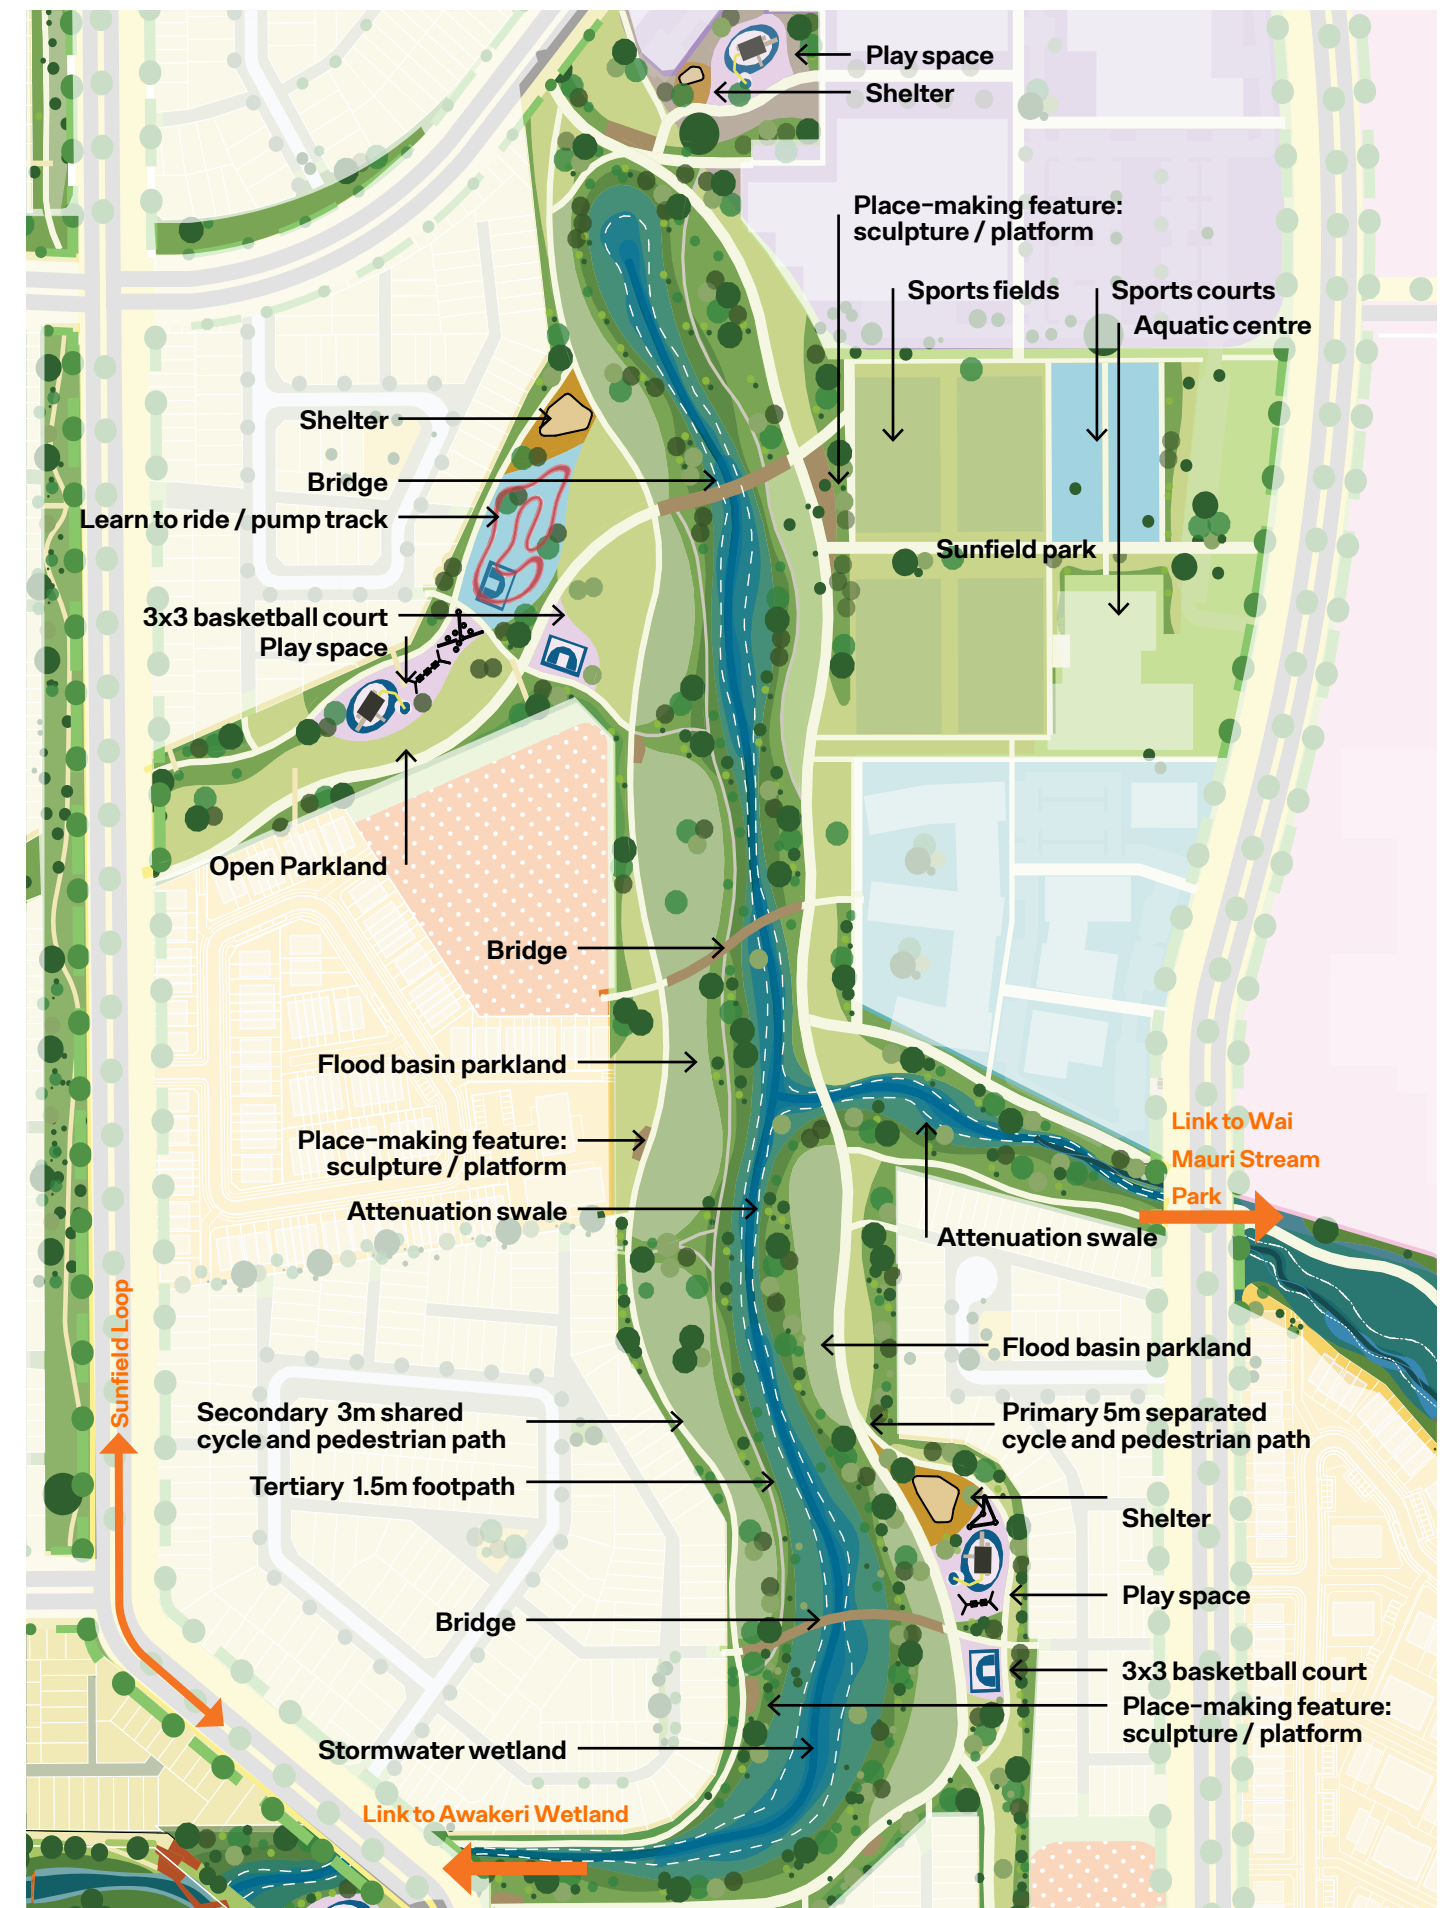 Play space
Shelter
Place-making feature:
sculpture / platform
Sports fields
Sports courts
Aquatic centre
Shelter
Bridge
Learn to ride / pump track
Sunfield park
3x3 basketball court
Play space
Open Parkland
Bridge
Flood basin parkland
Link to Wai
Mauri Stream
Park
Place-making feature:
sculpture / platform
Attenuation swale
Attenuation swale
Sunfield Loop
Flood basin parkland
Secondary 3m shared
cycle and pedestrian path
Primary 5m separated
cycle and pedestrian path
Tertiary 1.5m footpath
Shelter
Play space
Bridge
3x3 basketball court
Place-making feature:
sculpture / platform
Stormwater wetland
Link to Awakeri Wetland